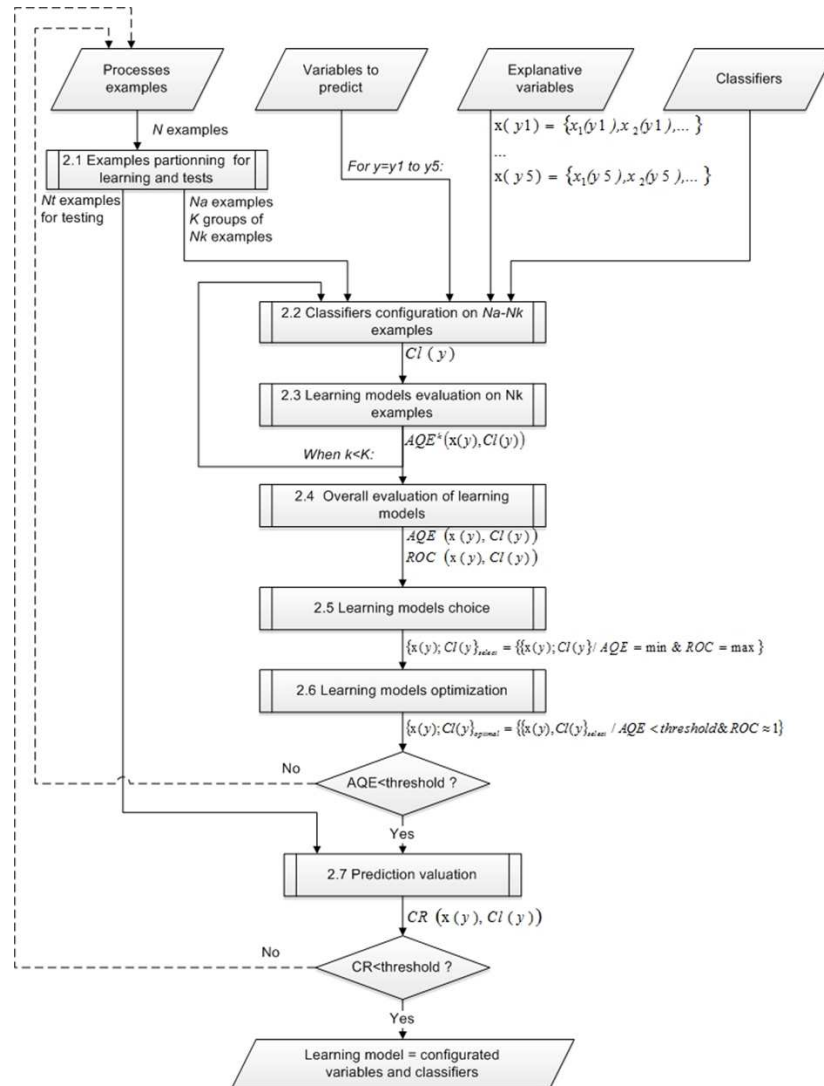 Processes
examples
Variables to
predict
Explanative
variables
Classifiers
N examples
x( y1) = {x1(y1),x 2(y1),... }
...
x(y5) = {x1(y 5),x2(y 5),... }
2.1 Examples partionning for
learning and tests
For y=y1 to y5:
Nt examples
for testing
Na examples
K groups of
Nk examples
2.2 Classifiers configuration on Na-Nk
examples
Cl ( y)
2.3 Learning models evaluation on Nk
examples
AQE^k(x(y),Cl(y))
When k<K:
2.4 Overall evaluation of learning
models
AQE (x (y), Cl(y))
ROC (x (y), Cl(y))
2.5 Learning models choice
{x(y); Cl(y}select = {{x(y); Cl(y}/ AQE = min & ROC = max }
2.6 Learning models optimization
{x(y); Cl(y}optimal = {{x(y),Cl(y}select / AQE < threshold& ROC ≈ 1}
No
AQE<threshold ?
Yes
2.7 Prediction valuation
CR (x(y), Cl (y))
No
CR<threshold ?
Yes
Learning model = configurated
variables and classifiers